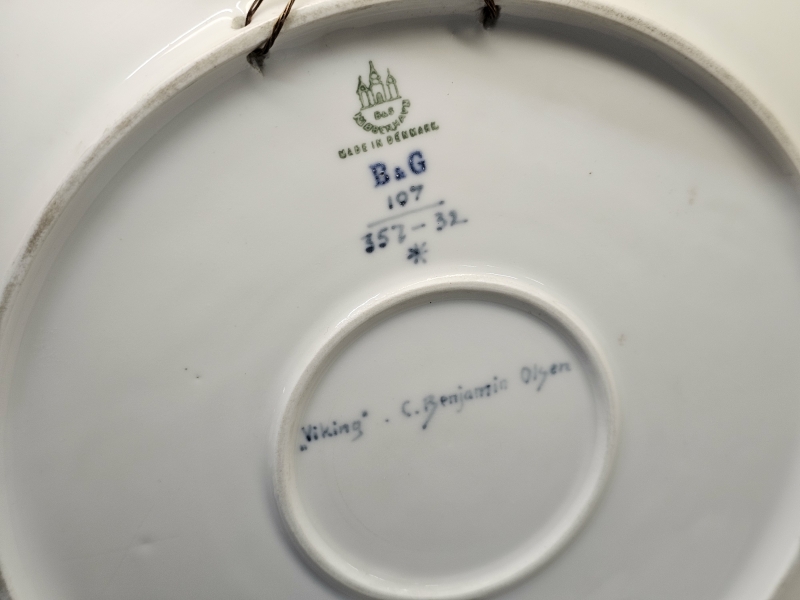 B&G
KJØBENHAVN
MADE IN DENMARK
B&G
107
357-32
*
„Viking" . C. Benjamin Olsen